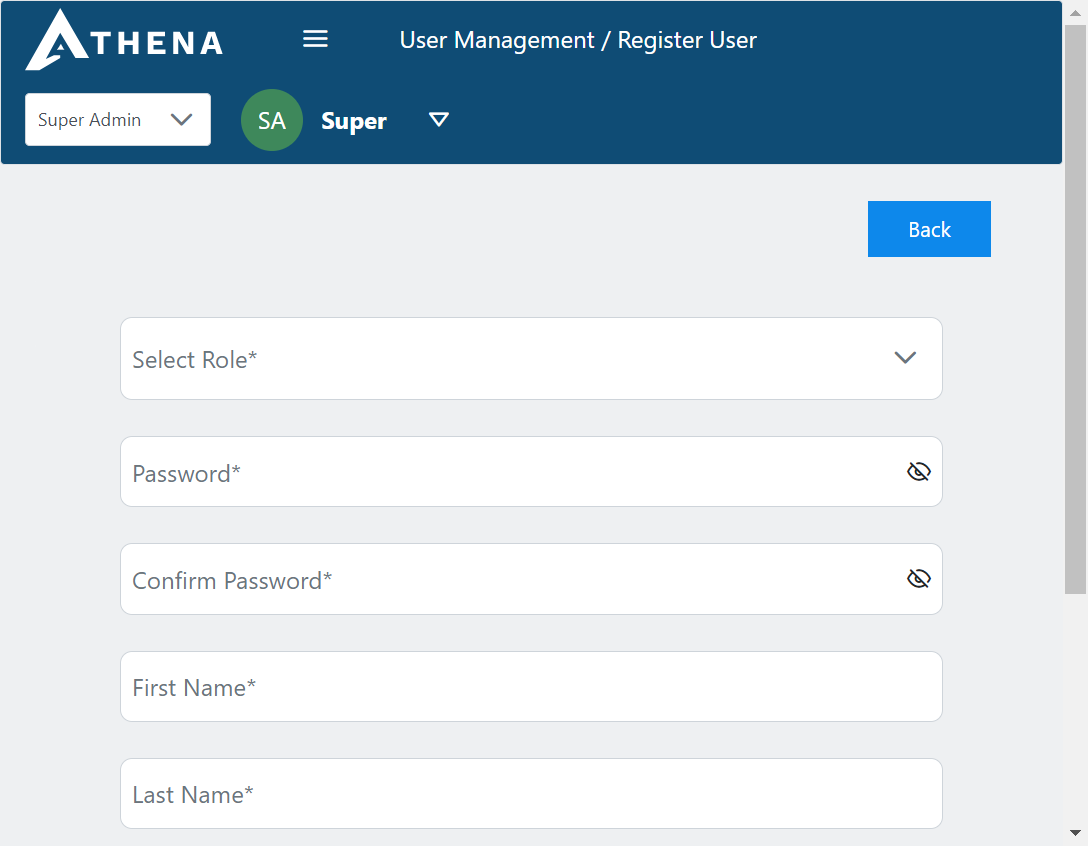 ATHENA
User Management / Register User
Super Admin
SA
Super
Back
Select Role*
Password*
Confirm Password*
First Name*
Last Name*